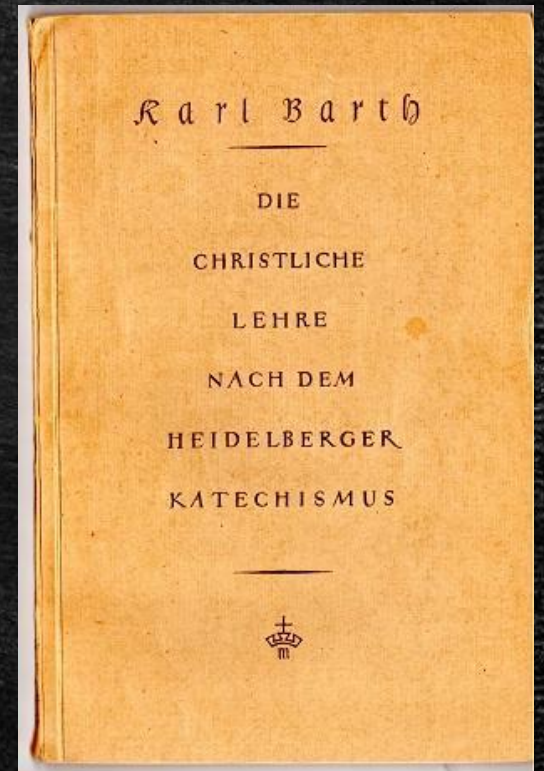 Karl Barth
DIE
CHRISTLICHE
LEHRE
NACH DEM
HEIDELBERGER
KATECHISMUS
m